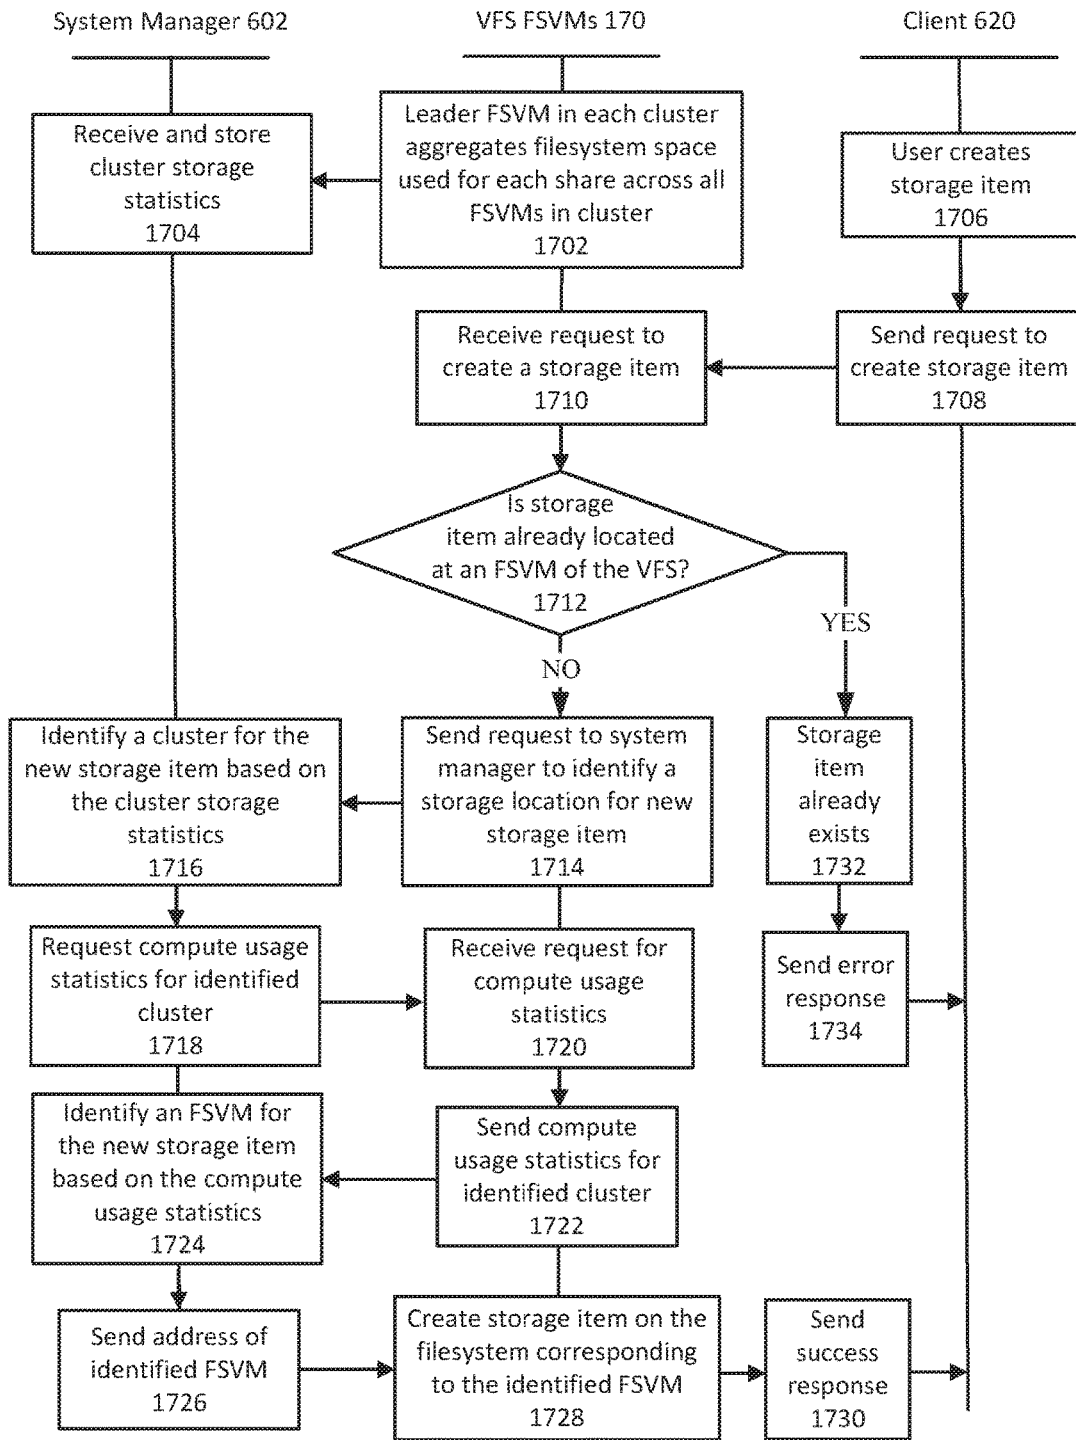 System Manager 602
VFS FSVMs 170
Client 620
Leader FSVM in each cluster
aggregates filesystem space
used for each share across all
FSVMs in cluster
1702
Receive and store
cluster storage
statistics
1704
User creates
storage item
1706
Send request to
create storage item
1708
Receive request to
create a storage item
1710
Is storage
item already located
at an FSVM of the VFS?
1712
YES
NO
Identify a cluster for the
new storage item based on
the cluster storage
statistics
1716
Send request to system
manager to identify a
storage location for new
storage item
1714
Storage
item
already
exists
1732
Request compute usage
statistics for identified
cluster
1718
Receive request for
compute usage
statistics
1720
Send error
response
1734
Identify an FSVM for
the new storage item
based on the compute
usage statistics
1724
Send compute
usage statistics for
identified cluster
1722
Send address of
identified FSVM
1726
Create storage item on the
filesystem corresponding
to the identified FSVM
1728
Send
success
response
1730